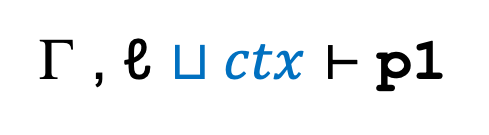 Γ , ℓ ⊔ ctx ⊢ p1